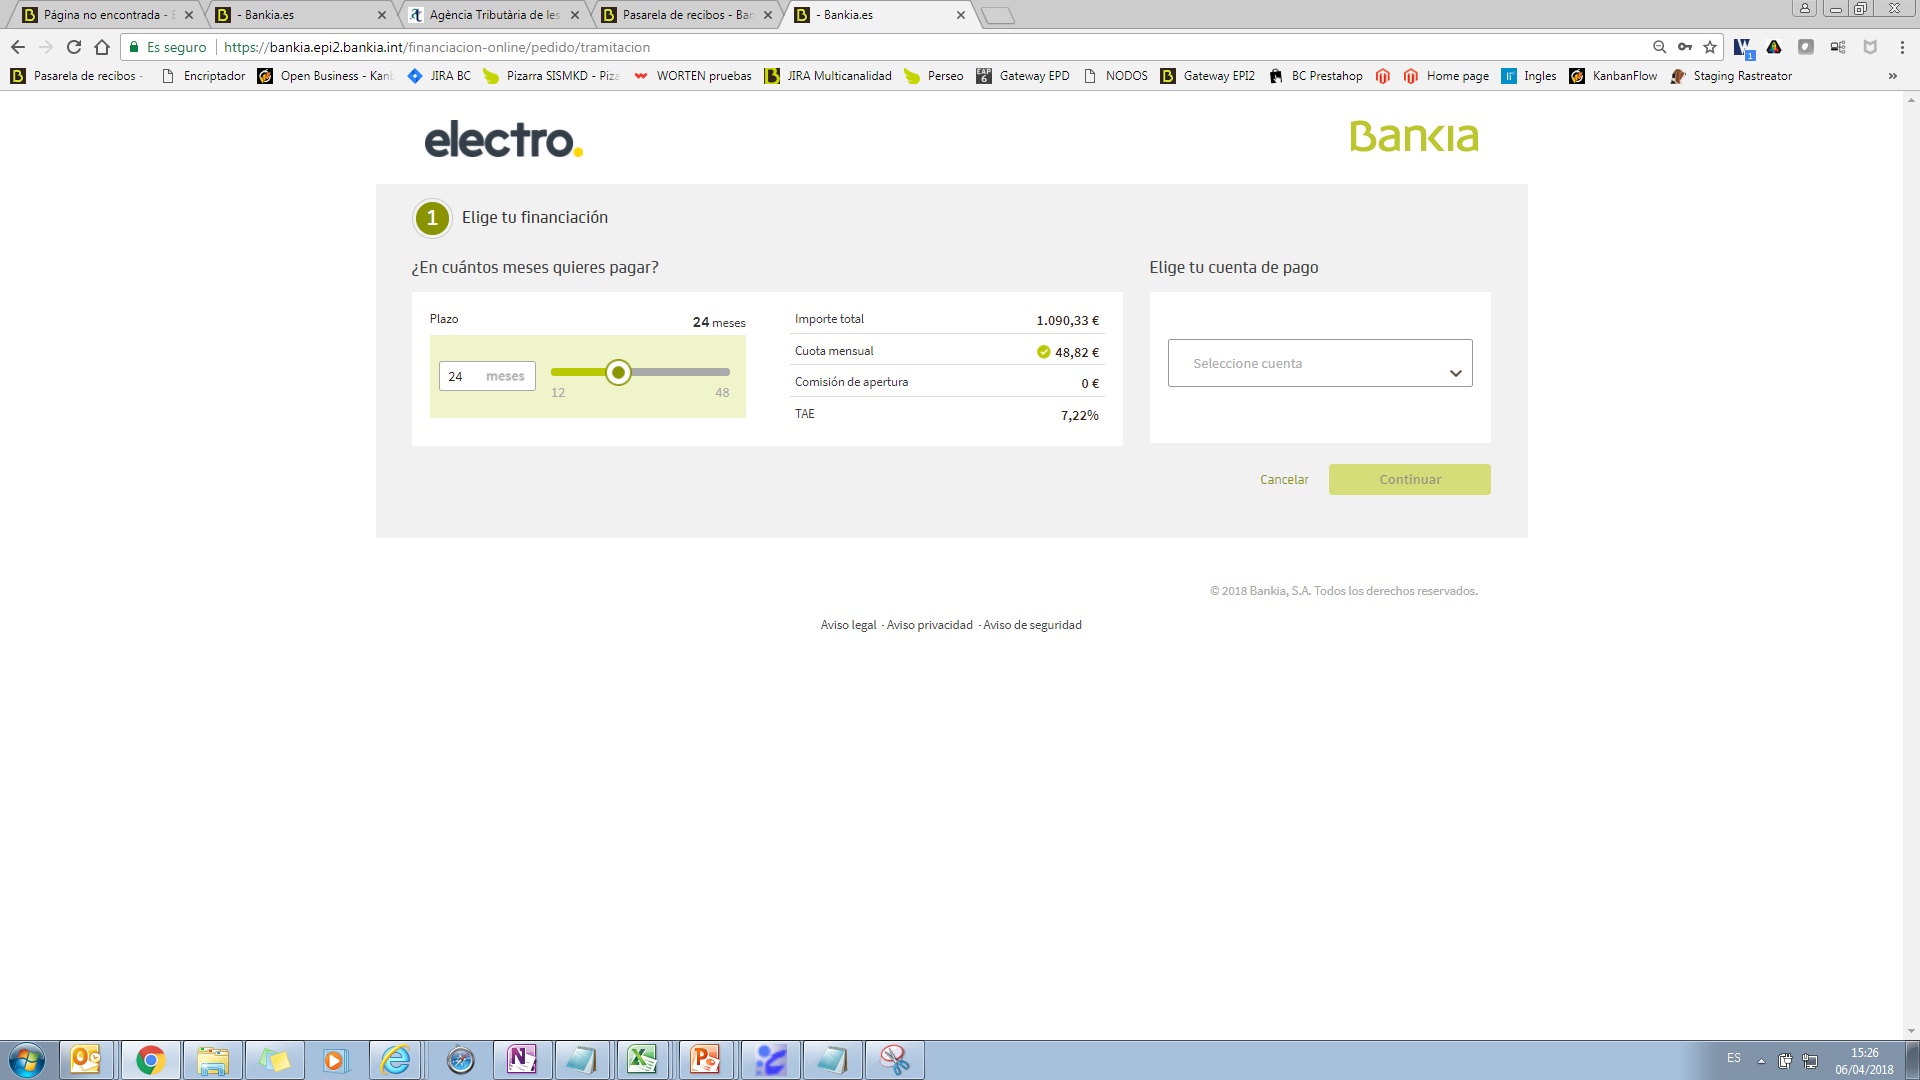 Página no encontrada - B
- Bankia.es
Agència Tributària de les
Pasarela de recibos - Ban
- Bankia.es
Es seguro
https://bankia.epi2.bankia.int/financiacion-online/pedido/tramitacion
Pasarela de recibos -
Encriptador
Open Business - Kanb
JIRA BC
Pizarra SISMKD - Piza
WORTEN pruebas
JIRA Multicanalidad
Perseo
EAP 6
Gateway EPD
NODOS
Gateway EPI2
BC Prestahop
Home page
Ingles
KanbanFlow
Staging Rastreator
1
electro.
Bankia
1 Elige tu financiación
¿En cuántos meses quieres pagar?
Elige tu cuenta de pago
Plazo
24 meses
24 meses
12
48
Importe total
1.090,33 €
Cuota mensual
48,82 €
Comisión de apertura
0 €
TAE
7,22%
Seleccione cuenta
Cancelar
Continuar
© 2018 Bankia, S.A. Todos los derechos reservados.
Aviso legal · Aviso privacidad · Aviso de seguridad
ES
15:26
06/04/2018